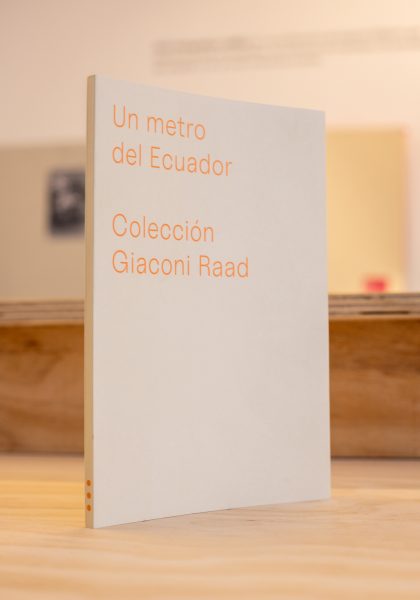 Un metro
del Ecuador
Colección
Giaconi Raad